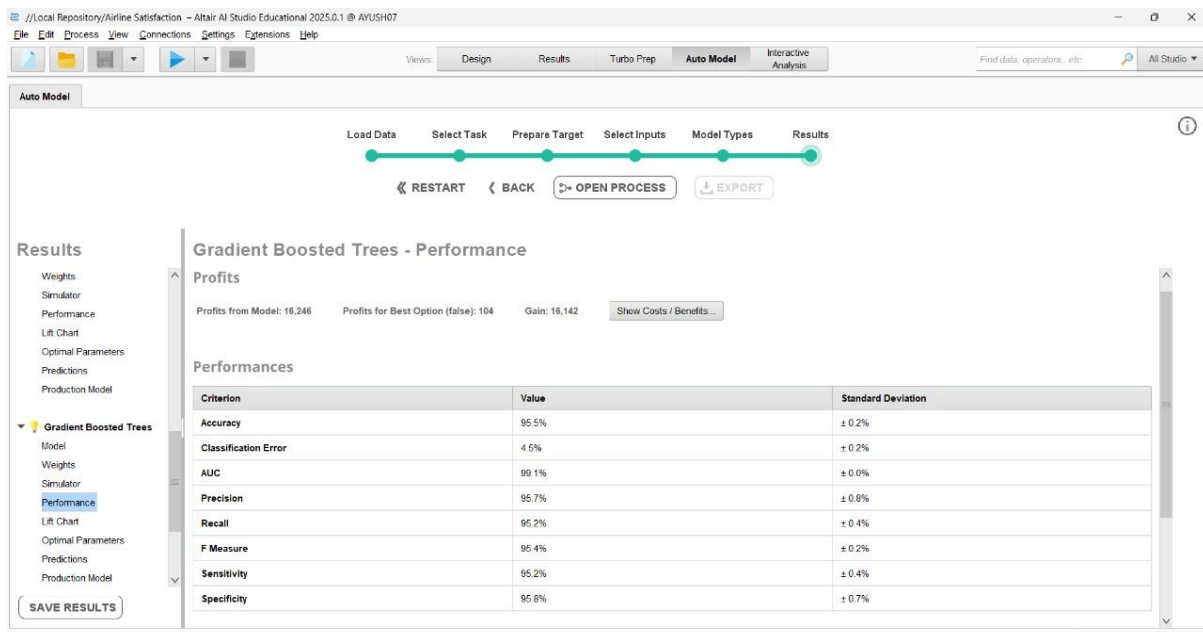 //Local Repository/Airline Satisfaction – Altair AI Studio Educational 2025.0.1 @ AYUSH07
File Edit Process View Connections Settings Extensions Help
Views: Design Results Turbo Prep Auto Model Interactive Analysis Find data, operators...etc All Studio
Auto Model
Load Data Select Task Prepare Target Select Inputs Model Types Results
RESTART BACK OPEN PROCESS EXPORT
Results
Weights
Simulator
Performance
Lift Chart
Optimal Parameters
Predictions
Production Model
Gradient Boosted Trees
Model
Weights
Simulator
Performance
Lift Chart
Optimal Parameters
Predictions
Production Model
SAVE RESULTS
Gradient Boosted Trees - Performance
Profits
Profits from Model: 16,246 Profits for Best Option (false): 104 Gain: 16,142 Show Costs / Benefits...
Performances
Criterion Value Standard Deviation
Accuracy 95.5% ± 0.2%
Classification Error 4.5% ± 0.2%
AUC 99.1% ± 0.0%
Precision 95.7% ± 0.8%
Recall 95.2% ± 0.4%
F Measure 95.4% ± 0.2%
Sensitivity 95.2% ± 0.4%
Specificity 95.8% ± 0.7%